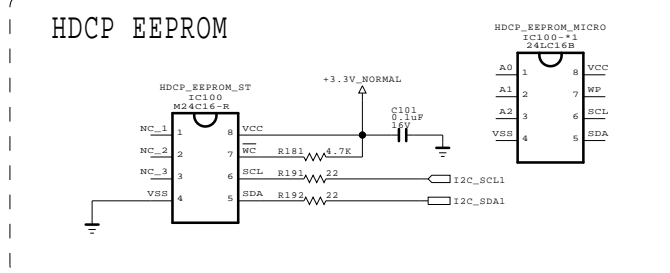 HDCP EEPROM
HDCP_EEPROM_MICRO
IC100-*1
24LC16B
A0 1 8 VCC
A1 2 7 WP
A2 3 6 SCL
VSS 4 5 SDA
+3.3V_NORMAL
HDCP_EEPROM_ST
IC100
M24C16-R
C101
0.1uF
16V
NC_1 1 8 VCC
NC_2 2 7 WC R181 4.7K
NC_3 3 6 SCL R191 22 I2C_SCL1
VSS 4 5 SDA R192 22 I2C_SDA1